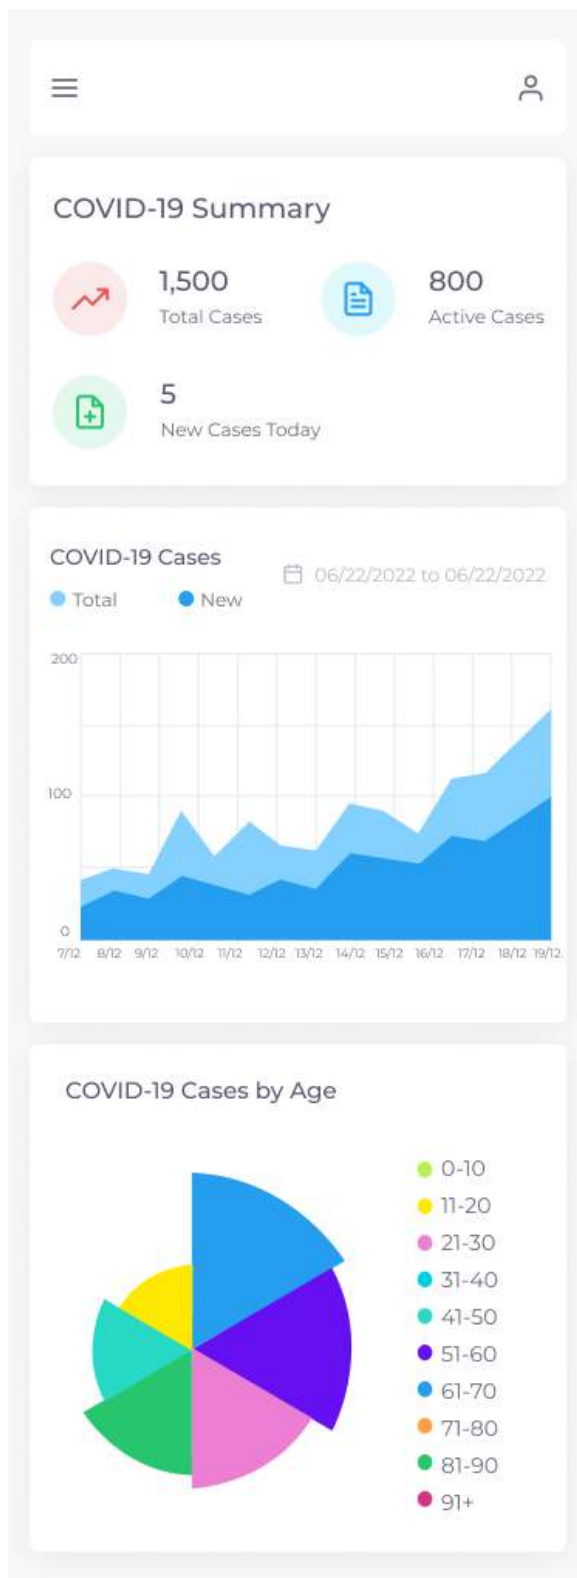 COVID-19 Summary
1,500
Total Cases
800
Active Cases
5
New Cases Today
COVID-19 Cases
06/22/2022 to 06/22/2022
Total New
200
100
0
7/12 8/12 9/12 10/12 11/12 12/12 13/12 14/12 15/12 16/12 17/12 18/12 19/12
COVID-19 Cases by Age
0-10
11-20
21-30
31-40
41-50
51-60
61-70
71-80
81-90
91+